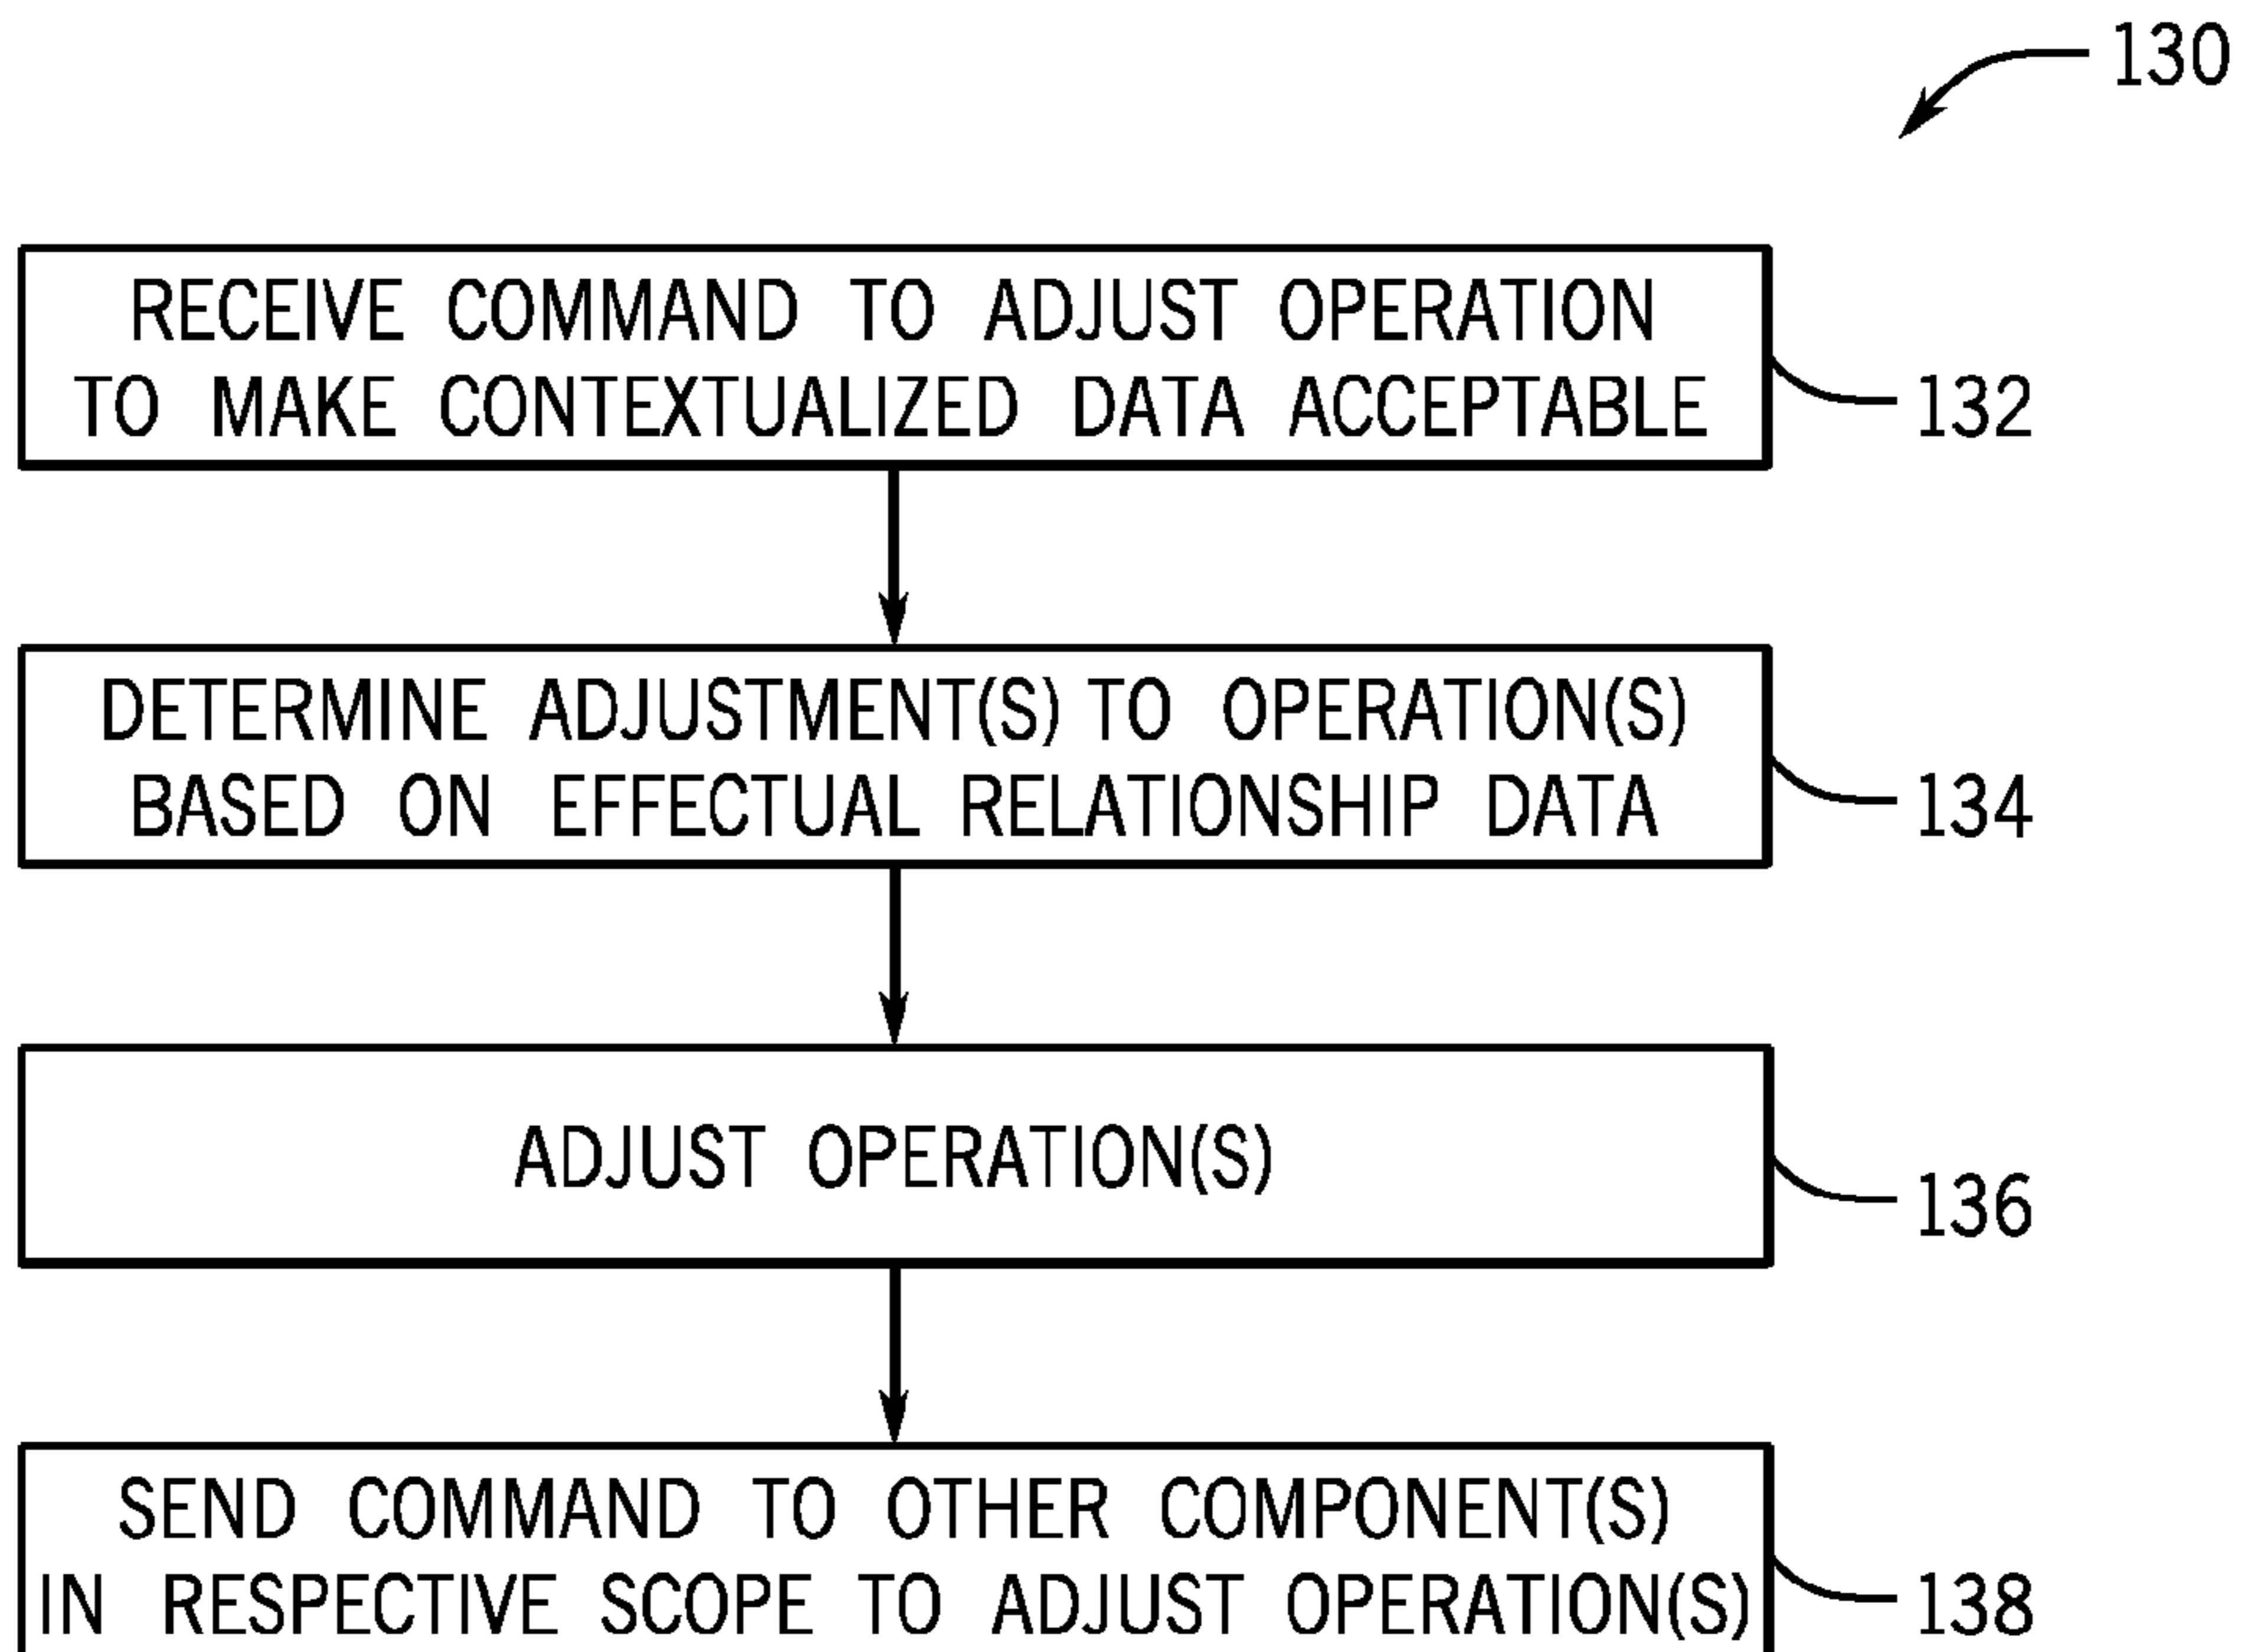 130
RECEIVE COMMAND TO ADJUST OPERATION
TO MAKE CONTEXTUALIZED DATA ACCEPTABLE
132
DETERMINE ADJUSTMENT(S) TO OPERATION(S)
BASED ON EFFECTUAL RELATIONSHIP DATA
134
ADJUST OPERATION(S)
136
SEND COMMAND TO OTHER COMPONENT(S)
IN RESPECTIVE SCOPE TO ADJUST OPERATION(S)
138